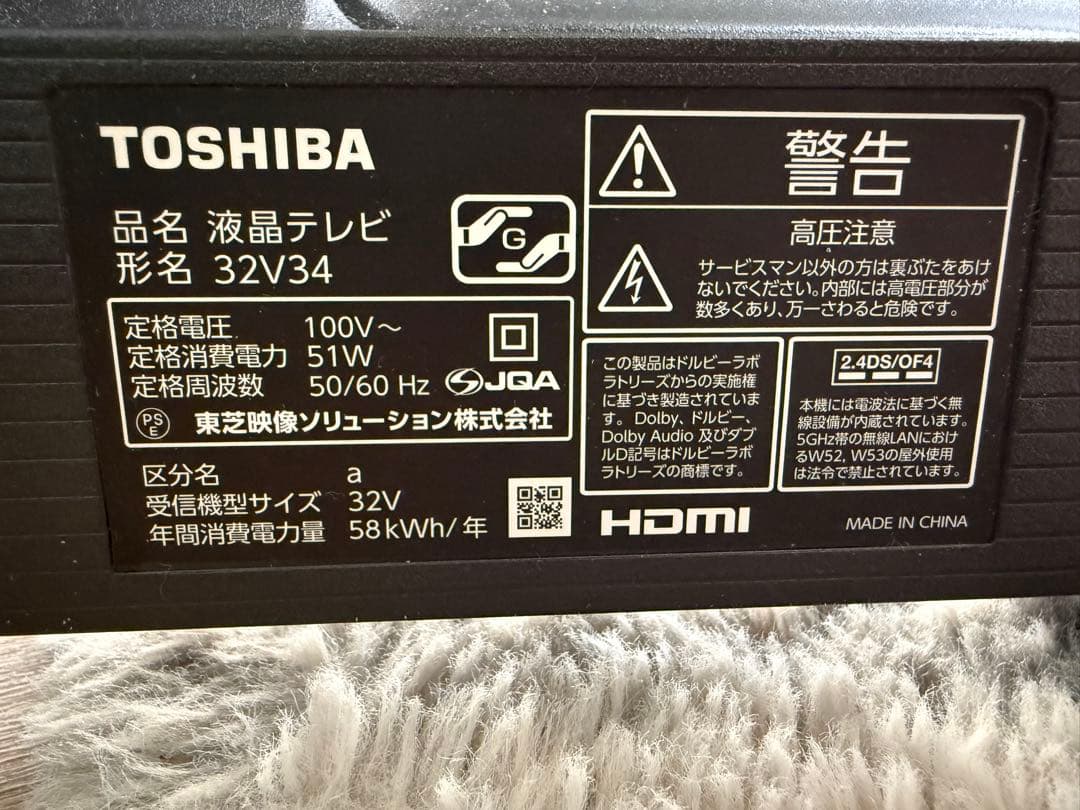 TOSHIBA
品名 液晶テレビ
形名 32V34
G
定格電圧 100V～
定格消費電力 51W
定格周波数 50/60 Hz
JQA
PS
E
東芝映像ソリューション株式会社
区分名 a
受信機型サイズ 32V
年間消費電力量 58kWh/年
警告
高圧注意
サービスマン以外の方は裏ぶたをあけ
ないでください。内部には高電圧部分が
数多くあり、万一さわると危険です。
この製品はドルビーラボ
ラトリーズからの実施権
に基づき製造されていま
す。Dolby、ドルビー、
Dolby Audio 及びダブ
ルD記号はドルビーラボ
ラトリーズの商標です。
2.4DS/OF4
本機には電波法に基づく無
線設備が内蔵されています。
5GHz帯の無線LANにおけ
るW52, W53の屋外使用
は法令で禁止されています。
HDMI
MADE IN CHINA